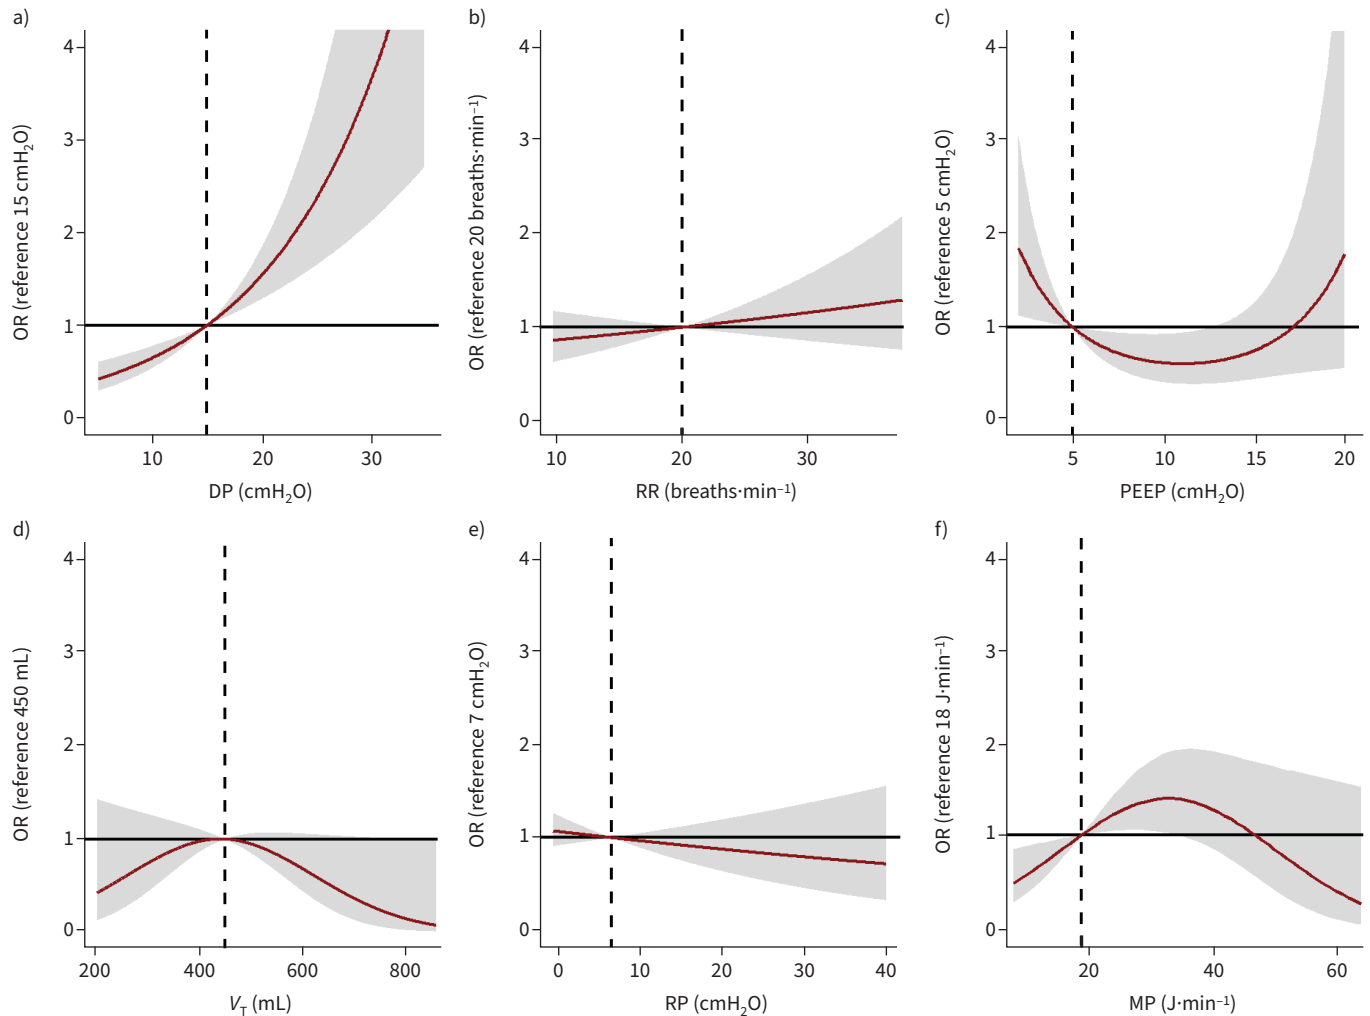 a)
OR (reference 15 cmH₂O)
4
3
2
1
0
10 20 30
DP (cmH₂O)
b)
OR (reference 20 breaths·min⁻¹)
4
3
2
1
0
10 20 30
RR (breaths·min⁻¹)
c)
OR (reference 5 cmH₂O)
4
3
2
1
0
5 10 15 20
PEEP (cmH₂O)
d)
OR (reference 450 mL)
4
3
2
1
0
200 400 600 800
V_T (mL)
e)
OR (reference 7 cmH₂O)
4
3
2
1
0
0 10 20 30 40
RP (cmH₂O)
f)
OR (reference 18 J·min⁻¹)
4
3
2
1
0
20 40 60
MP (J·min⁻¹)